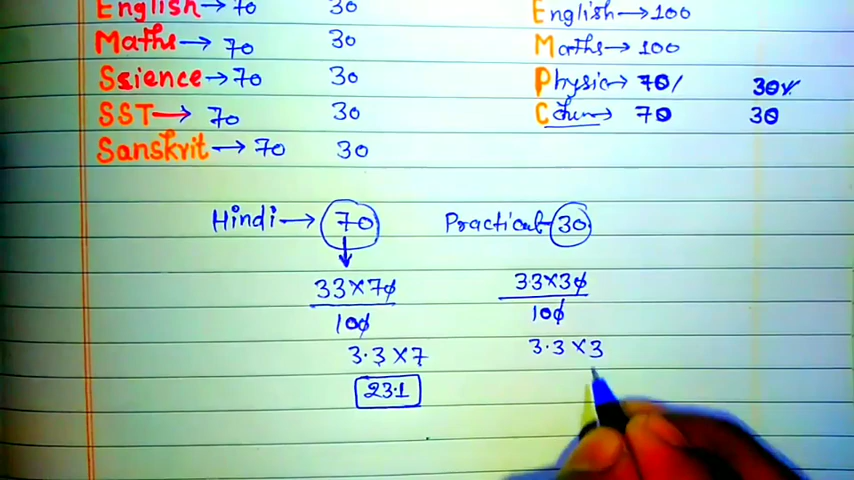 English→70 30 English→100
Maths→70 30 Maths→100
Sscience→70 30 Physic→70/ 30
SST→70 30 Chem→70 30
Sanskrit→70 30
Hindi→70 Practical-30
33×70 33×30
100 100
3.3×7 3.3×3
23.1